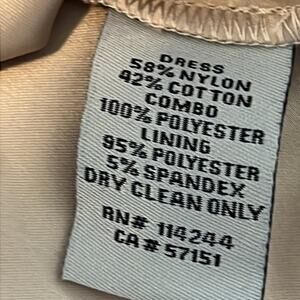 DRESS
58% NYLON
42% COTTON
COMBO
100% POLYESTER
LINING
95% POLYESTER
5% SPANDEX
DRY CLEAN ONLY
RN# 114244
CA # 57151